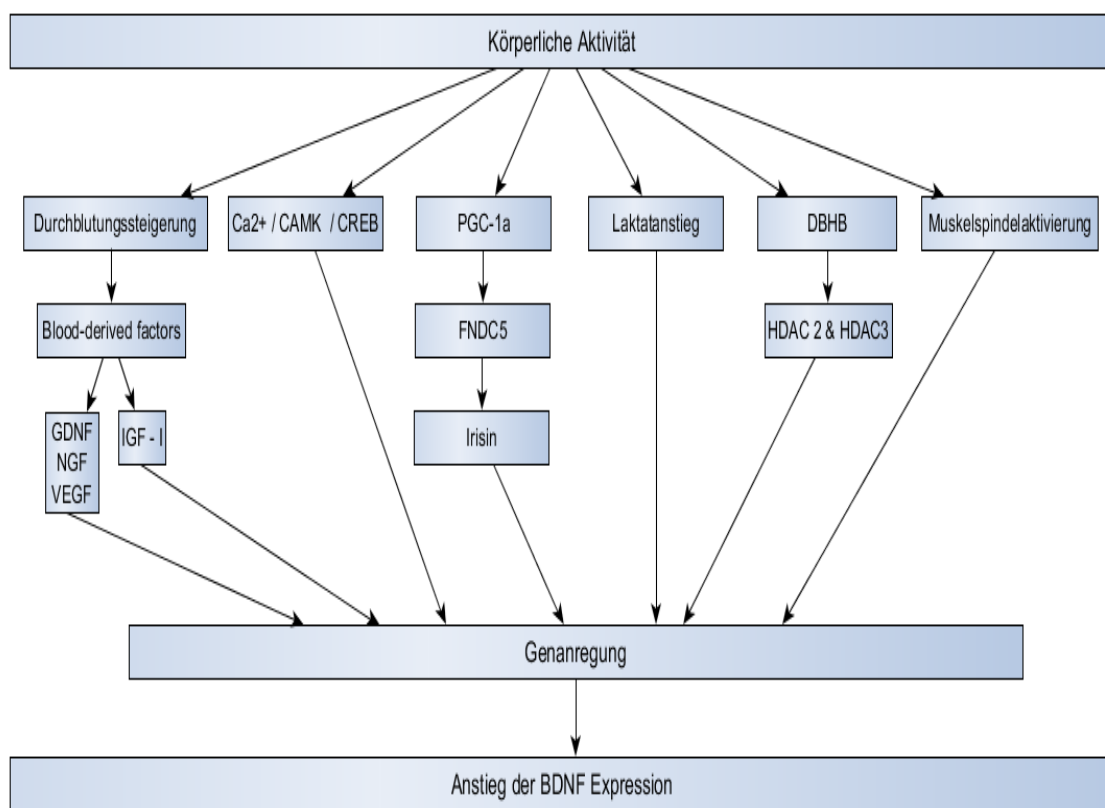 Körperliche Aktivität
Durchblutungssteigerung
Ca2+ / CAMK / CREB
PGC-1a
Laktatanstieg
DBHB
Muskelspindelaktivierung
Blood-derived factors
FNDC5
HDAC 2 & HDAC3
GDNF
NGF
VEGF
IGF - I
Irisin
Genanregung
Anstieg der BDNF Expression